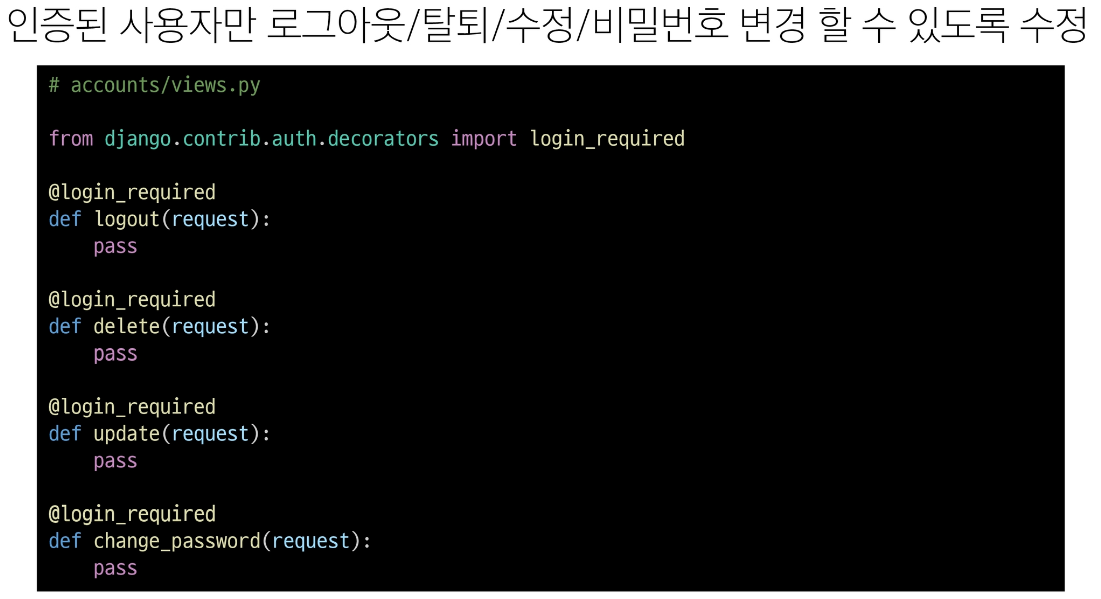 인증된 사용자만 로그아웃/탈퇴/수정/비밀번호 변경 할 수 있도록 수정
# accounts/views.py
from django.contrib.auth.decorators import login_required
@login_required
def logout(request):
    pass
@login_required
def delete(request):
    pass
@login_required
def update(request):
    pass
@login_required
def change_password(request):
    pass